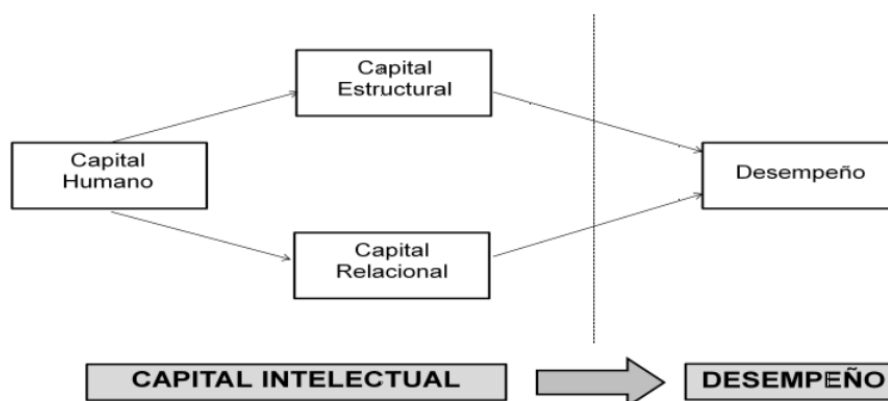 Capital
Estructural
Capital
Humano
Desempeño
Capital
Relacional
CAPITAL INTELECTUAL
DESEMPEÑO